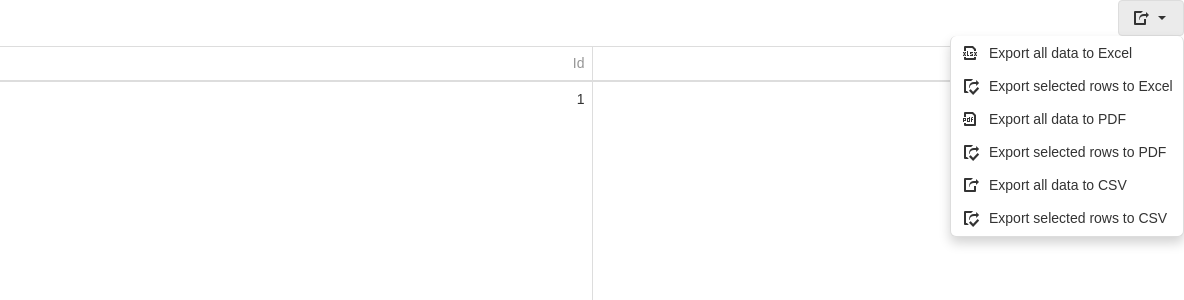 Id
1
Export all data to Excel
Export selected rows to Excel
Export all data to PDF
Export selected rows to PDF
Export all data to CSV
Export selected rows to CSV